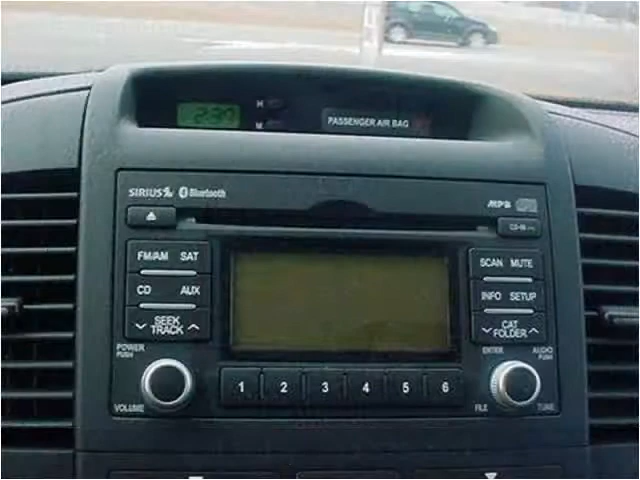 2:37 H
M
PASSENGER AIR BAG
SIRIUS Bluetooth
MP3
CD-IN
FM/AM SAT
SCAN MUTE
CD AUX
INFO SETUP
SEEK
TRACK
CAT
FOLDER
POWER
PUSH
ENTER
AUDIO
PUSH
1 2 3 4 5 6
VOLUME
FILE
TUNE